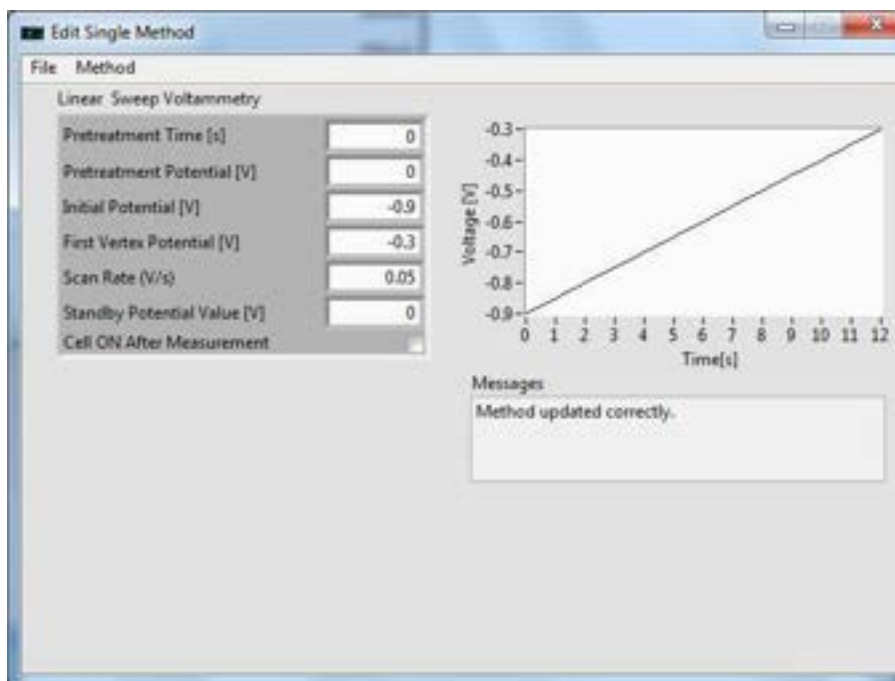 Edit Single Method
File Method
Linear Sweep Voltammetry
Pretreatment Time [s] 0
Pretreatment Potential [V] 0
Initial Potential [V] -0.9
First Vertex Potential [V] -0.3
Scan Rate (V/s) 0.05
Standby Potential Value [V] 0
Cell ON After Measurement
Voltage [V]
-0.3
-0.4
-0.5
-0.6
-0.7
-0.8
-0.9
0 1 2 3 4 5 6 7 8 9 10 11 12
Time[s]
Messages
Method updated correctly.